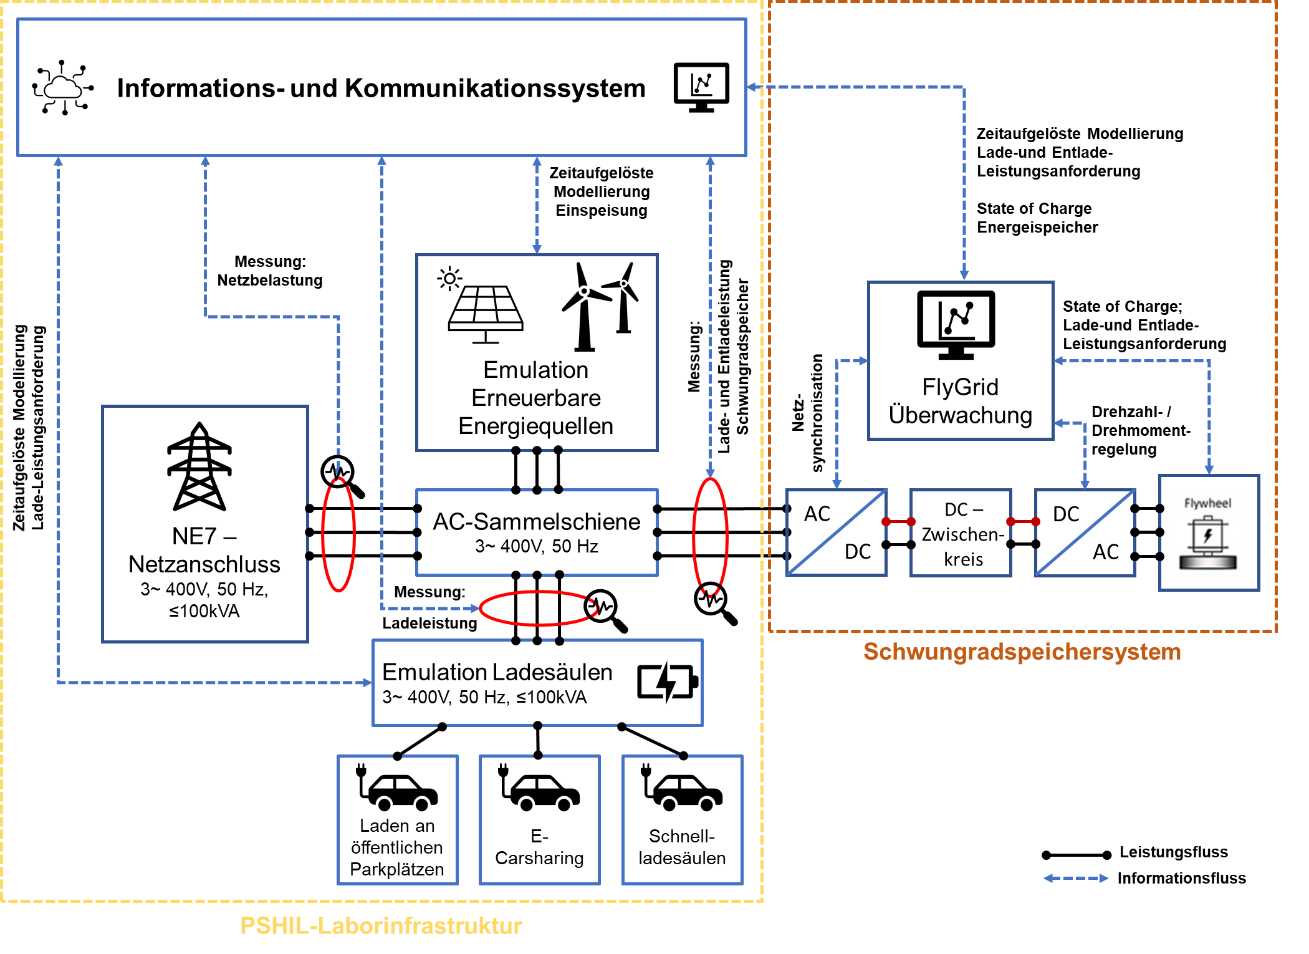 Informations- und Kommunikationssystem
Zeitaufgelöste Modellierung
Lade-und Entlade-
Leistungsanforderung
State of Charge
Energeispeicher
Zeitaufgelöste
Modellierung
Einspeisung
Messung:
Netzbelastung
Zeitaufgelöste Modellierung
Lade-Leistungsanforderung
Messung:
Lade- und Entladeleistung
Schwungradspeicher
Emulation
Erneuerbare
Energiequellen
FlyGrid
Überwachung
State of Charge;
Lade-und Entlade-
Leistungsanforderung
Netz-
synchronisation
Drehzahl- /
Drehmoment-
regelung
NE7 –
Netzanschluss
3~ 400V, 50 Hz,
≤100kVA
AC-Sammelschiene
3~ 400V, 50 Hz
AC
DC
DC –
Zwischen-
kreis
DC
AC
Flywheel
Messung:
Ladeleistung
Schwungradspeichersystem
Emulation Ladesäulen
3~ 400V, 50 Hz, ≤100kVA
Laden an
öffentlichen
Parkplätzen
E-
Carsharing
Schnell-
ladesäulen
Leistungsfluss
Informationsfluss
PSHIL-Laborinfrastruktur